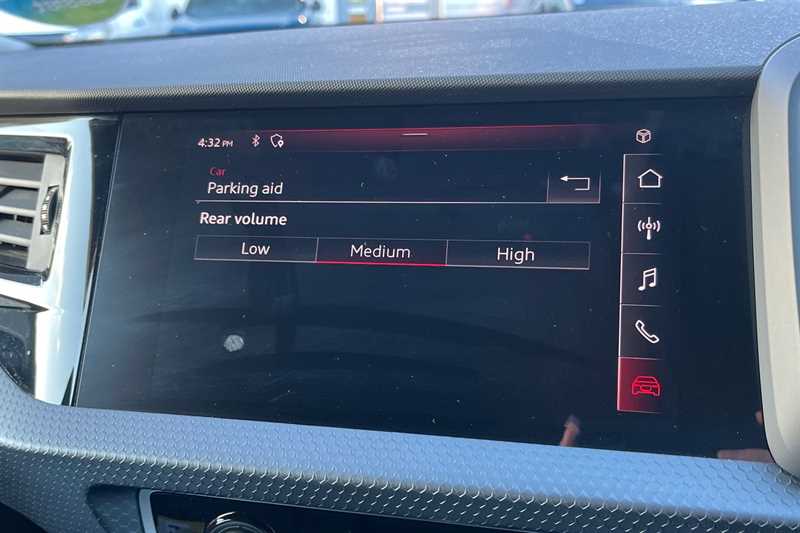 4:32 PM
Car
Parking aid
Rear volume
Low Medium High